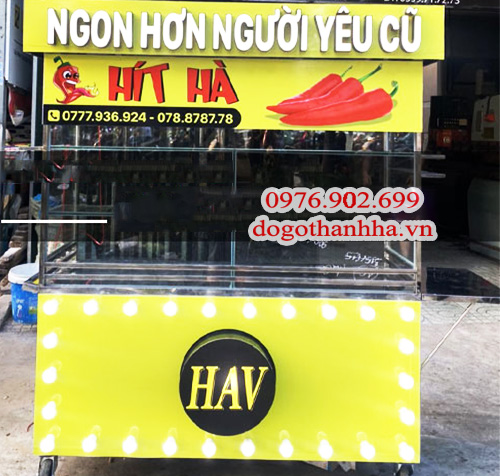 NGON HƠN NGƯỜI YÊU CŨ
HÍT HÀ
0777.936.924 - 078.8787.78
0976.902.699
dogothanhha.vn
HAV